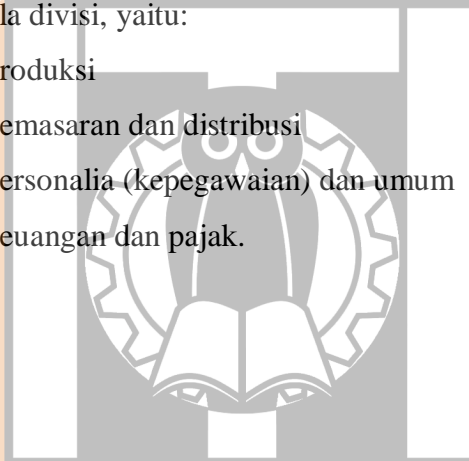 la divisi, yaitu:
roduksi
emasaran dan distribusi
ersonalia (kepegawaian) dan umum
euangan dan pajak.